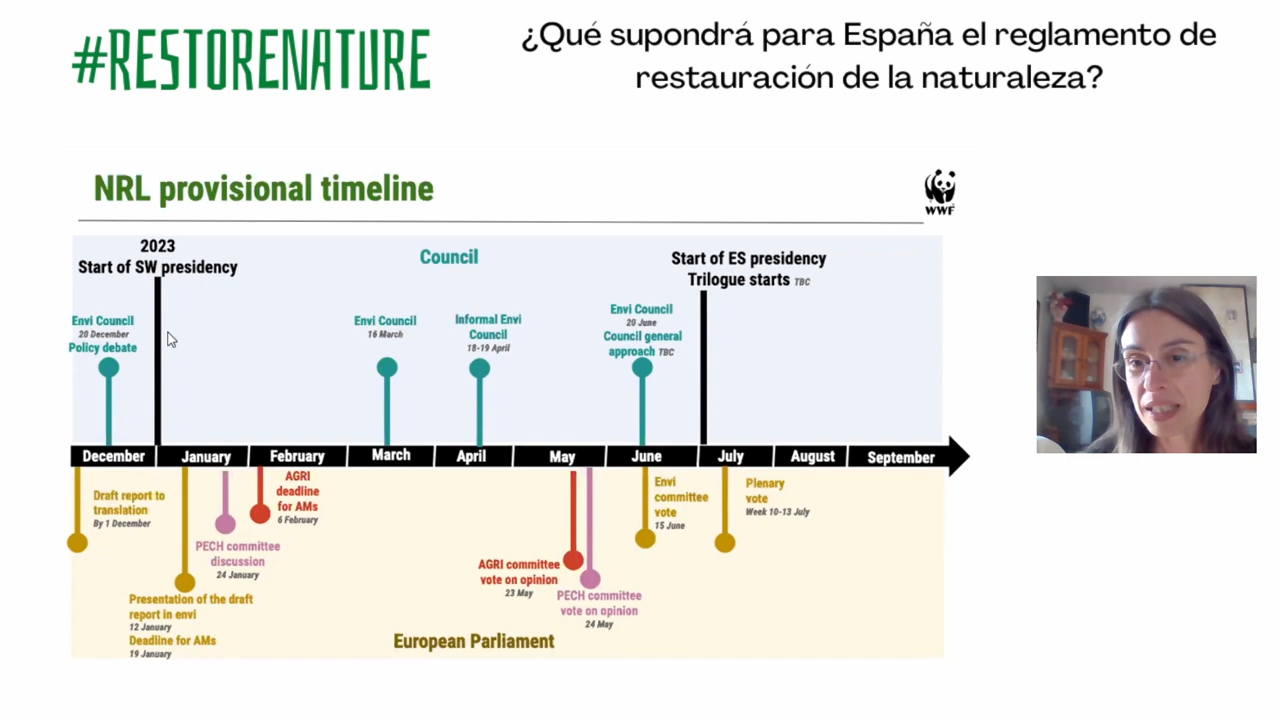 #RESTORENATURE
¿Qué supondrá para España el reglamento de
restauración de la naturaleza?
NRL provisional timeline
WWF
2023
Start of SW presidency
Council
Start of ES presidency
Trilogue starts TBC
Envi Council
20 December
Policy debate
Envi Council
16 March
Informal Envi
Council
18-19 April
Envi Council
20 June
Council general
approach TBC
December
January
February
March
April
May
June
July
August
September
Draft report to
translation
By 1 December
Presentation of the draft
report in envi
12 January
Deadline for AMs
19 January
PECH committee
discussion
24 January
AGRI
deadline
for AMs
6 February
AGRI committee
vote on opinion
23 May
PECH committee
vote on opinion
24 May
Envi
committee
vote
15 June
Plenary
vote
Week 10-13 July
European Parliament